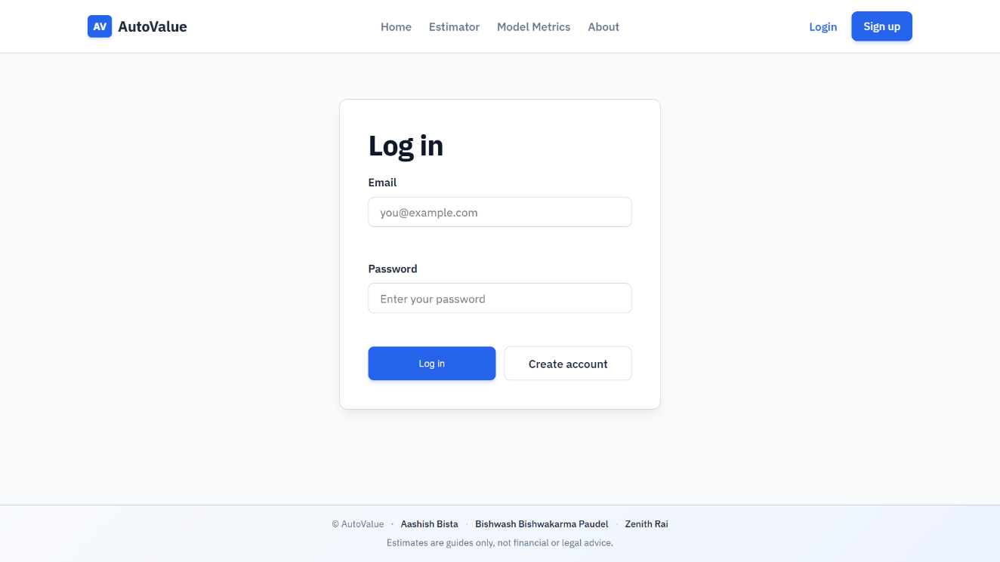 AV AutoValue Home Estimator Model Metrics About Login Sign up
Log in
Email
you@example.com
Password
Enter your password
Log in Create account
© AutoValue · Aashish Bista · Bishwash Bishwakarma Paudel · Zenith Rai
Estimates are guides only, not financial or legal advice.